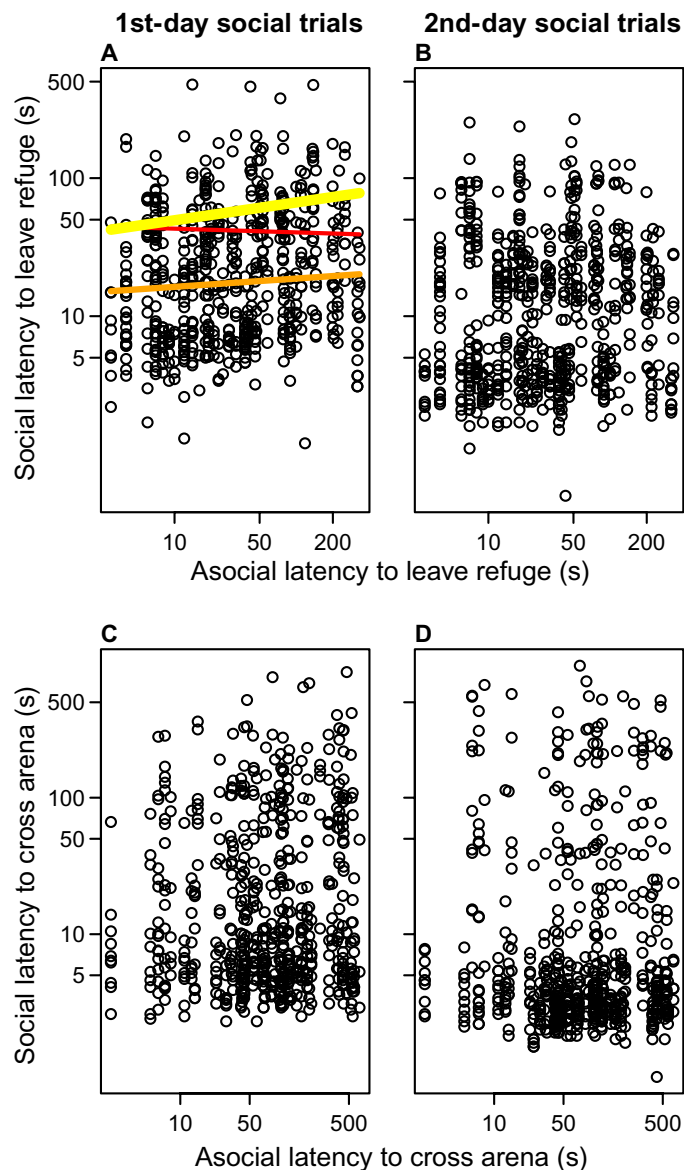 1st-day social trials
2nd-day social trials
A
B
Social latency to leave refuge (s)
500
100
50
10
5
10
50
200
10
50
200
Asocial latency to leave refuge (s)
C
D
Social latency to cross arena (s)
500
100
50
10
5
10
50
500
10
50
500
Asocial latency to cross arena (s)